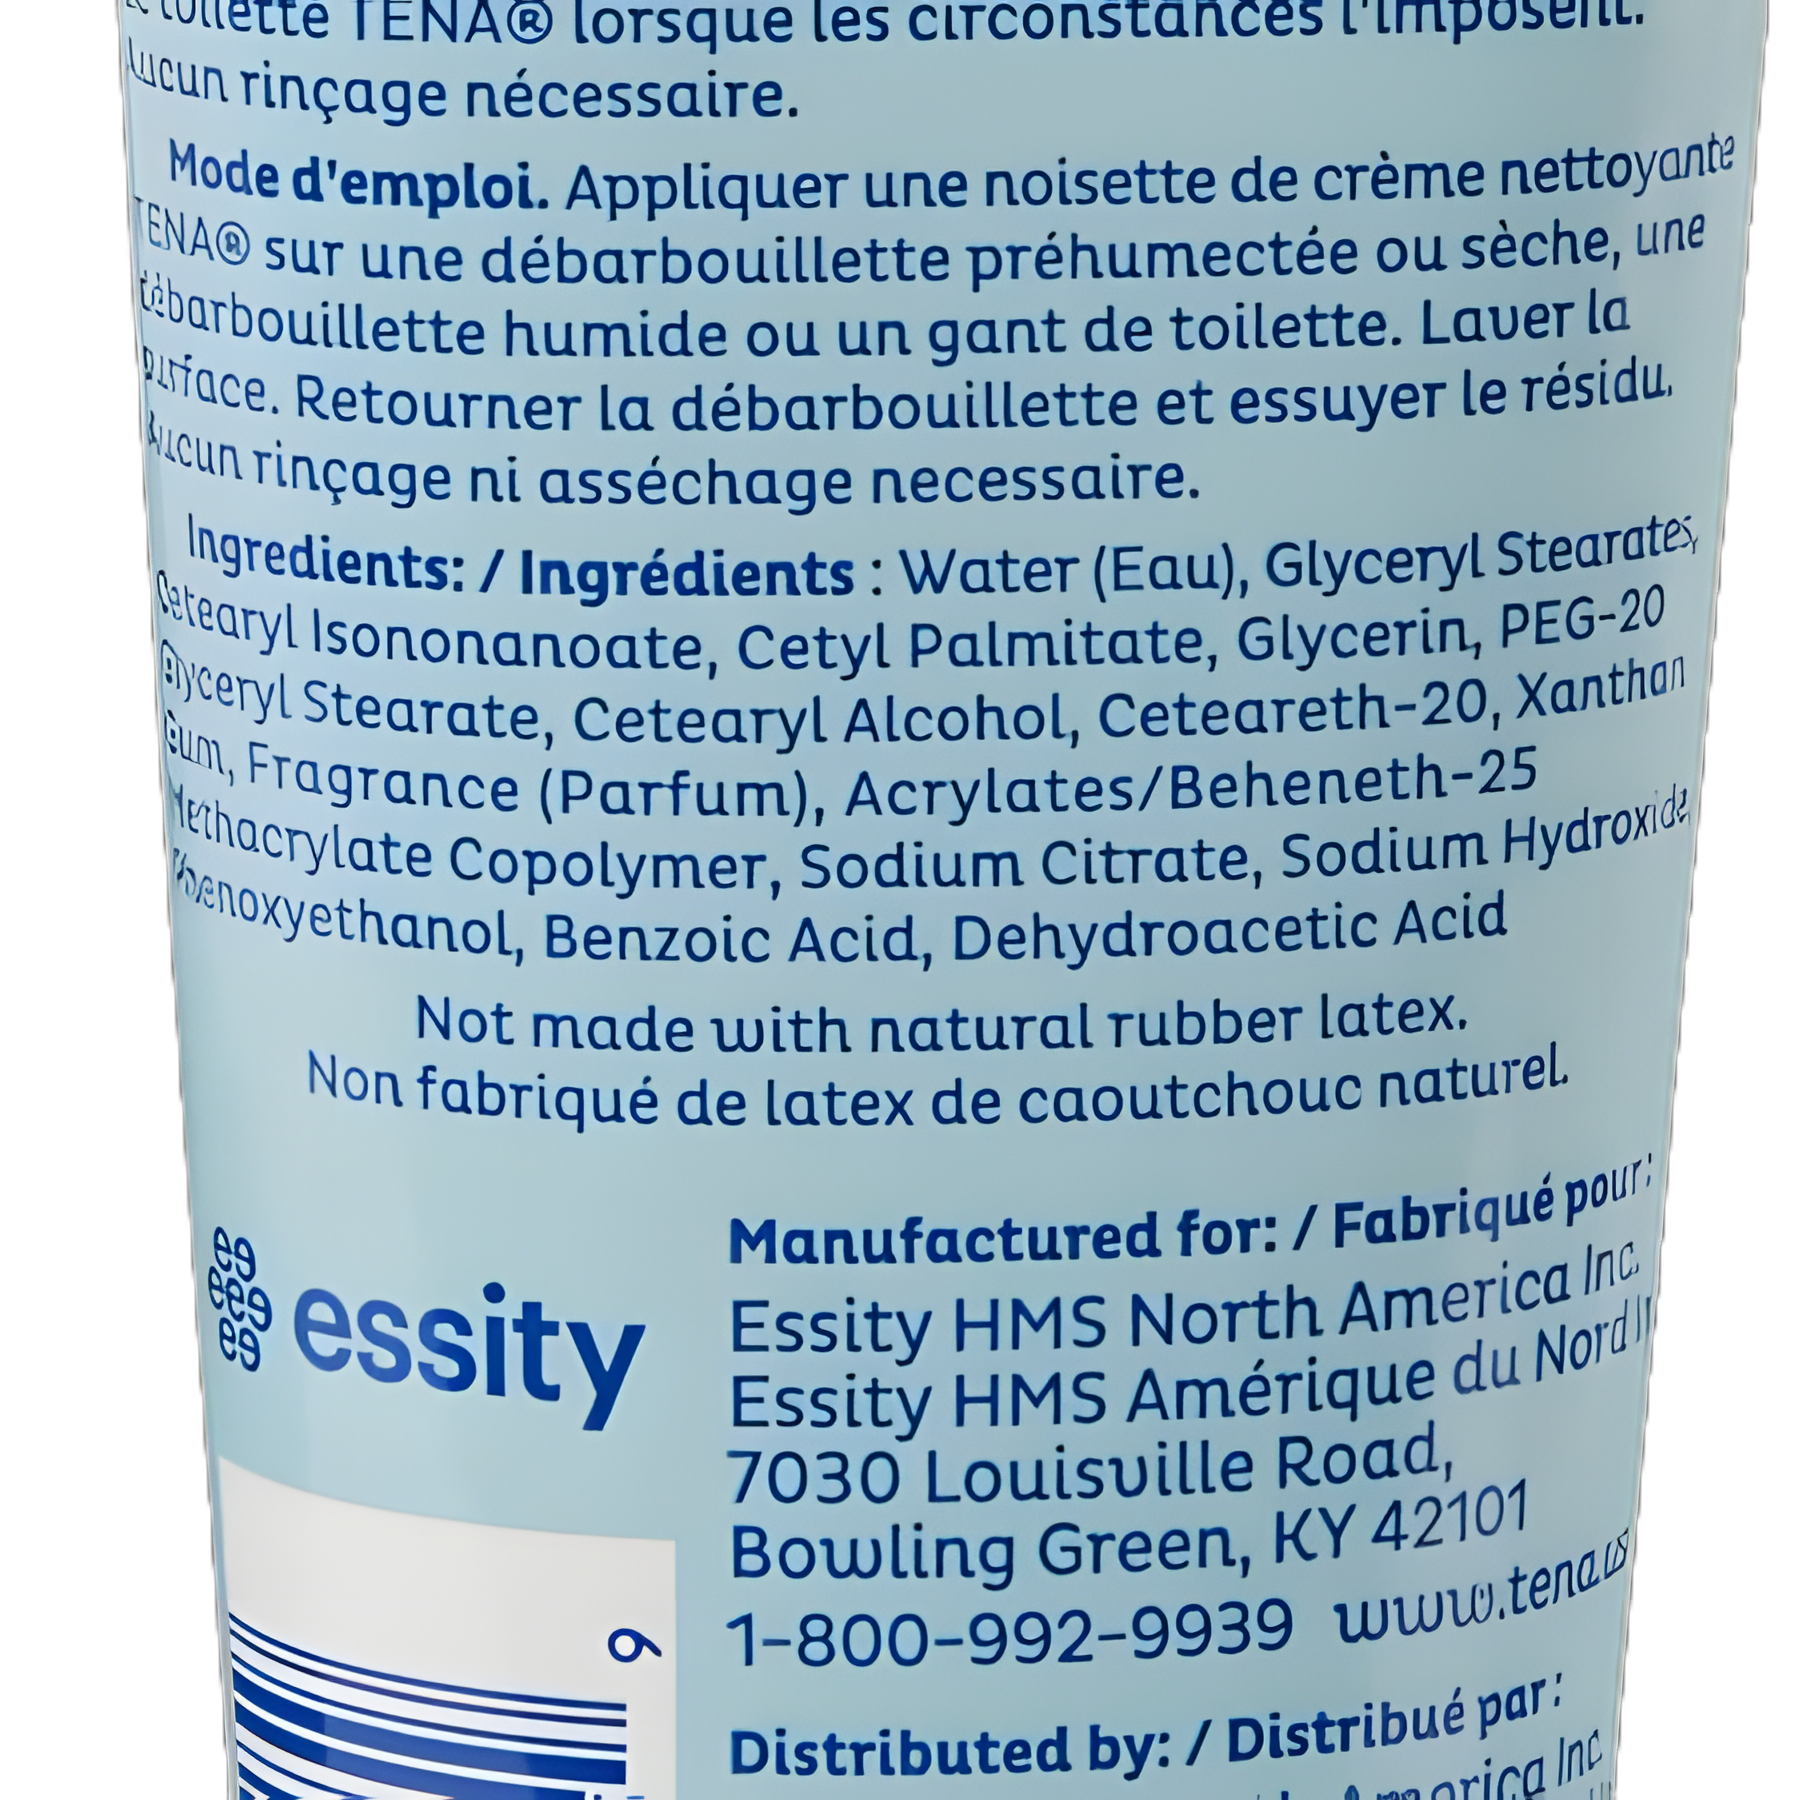 toilette TENA® lorsque les circonstances l'imposent.
Aucun rinçage nécessaire.
Mode d'emploi. Appliquer une noisette de crème nettoyante
TENA® sur une débarbouillette préhumectée ou sèche, une
débarbouillette humide ou un gant de toilette. Laver la
surface. Retourner la débarbouillette et essuyer le résidu.
Aucun rinçage ni asséchage necessaire.
Ingredients: / Ingrédients : Water (Eau), Glyceryl Stearates,
Cetearyl Isononanoate, Cetyl Palmitate, Glycerin, PEG-20
Glyceryl Stearate, Cetearyl Alcohol, Ceteareth-20, Xanthan
Gum, Fragrance (Parfum), Acrylates/Beheneth-25
Methacrylate Copolymer, Sodium Citrate, Sodium Hydroxide,
Phenoxyethanol, Benzoic Acid, Dehydroacetic Acid
Not made with natural rubber latex.
Non fabriqué de latex de caoutchouc naturel.
essity
Manufactured for: / Fabriqué pour:
Essity HMS North America Inc.
Essity HMS Amérique du Nord
7030 Louisville Road,
Bowling Green, KY 42101
1-800-992-9939 www.tena.us
6
Distributed by: / Distribué par:
America Inc